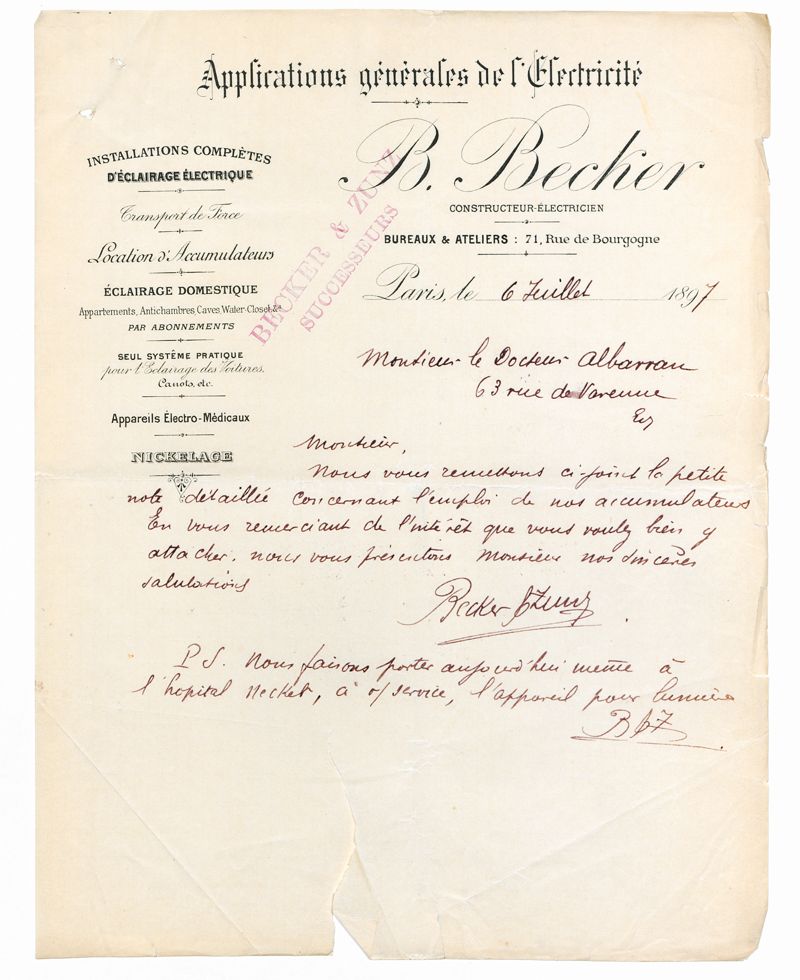 Applications générales de l'Electricité
INSTALLATIONS COMPLÈTES
D'ÉCLAIRAGE ÉLECTRIQUE
Transport de Force
Location d'Accumulateurs
ÉCLAIRAGE DOMESTIQUE
Appartements, Antichambres, Caves, Water-Closet, &a
PAR ABONNEMENTS
SEUL SYSTÈME PRATIQUE
pour l'Eclairage des Voitures,
Canots, etc.
Appareils Électro-Médicaux
NICKELAGE
BECKER & ZUNZ
SUCCESSEURS
B. Becker
CONSTRUCTEUR-ÉLECTRICIEN
BUREAUX & ATELIERS : 71, Rue de Bourgogne
Paris, le 6 Juillet 1897
Monsieur le Docteur Albarran
63 rue de Varenne
Monsieur,
Nous vous remettons ci-joint la petite
note détaillée concernant l'emploi de nos accumulateurs
En vous remerciant de l'intérêt que vous voulez bien y
attacher, nous vous présentons Monsieur nos sincères
salutations
Becker & Zunz
P S. Nous faisons porter aujourd'hui même à
l'hopital Necker, à v/ service, l'appareil pour lumière
B & Z